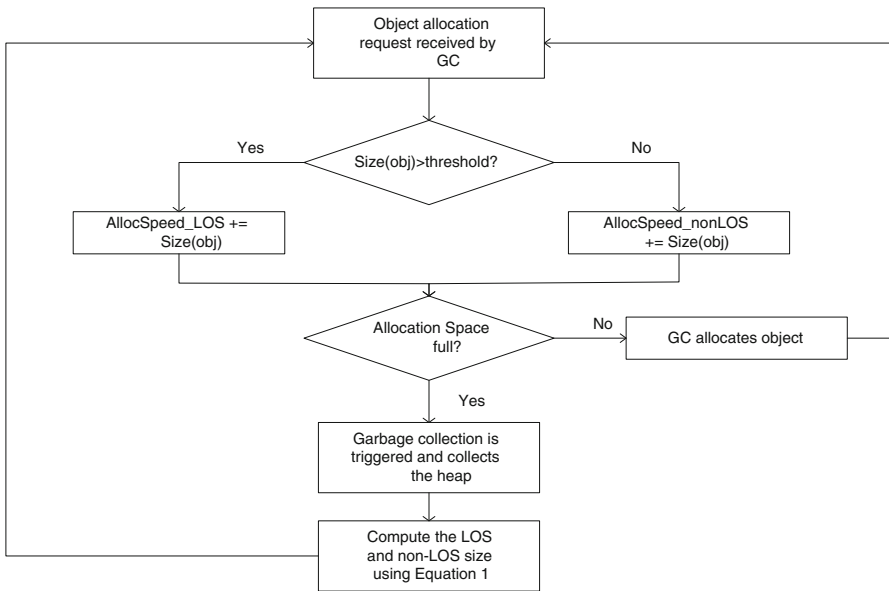 Object allocation
request received by
GC
Yes
Size(obj)>threshold?
No
AllocSpeed_LOS +=
Size(obj)
AllocSpeed_nonLOS
+= Size(obj)
Allocation Space
full?
No
GC allocates object
Yes
Garbage collection is
triggered and collects
the heap
Compute the LOS
and non-LOS size
using Equation 1